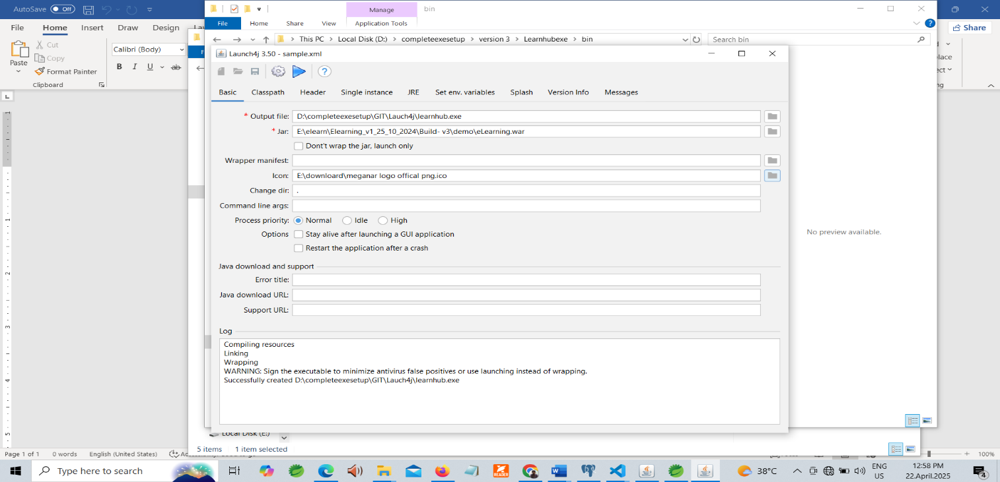 AutoSave Off
File Home Insert Draw Design
Share
Paste
Cut
Copy
Format Painter
Clipboard
Calibri (Body)
B I U ab
Manage bin
File Home Share View Application Tools
This PC > Local Disk (D:) > completeexesetup > version 3 > Learnhubexe > bin
Search bin
Launch4j 3.50 - sample.xml
Basic Classpath Header Single instance JRE Set env. variables Splash Version Info Messages
* Output file: D:\completeexesetup\GIT\Lauch4j\learnhub.exe
* Jar: E:\elearn\Elearning_v1_25_10_2024\Build- v3\demo\eLearning.war
Don't wrap the jar, launch only
Wrapper manifest:
Icon: E:\downloard\meganar logo offical png.ico
Change dir: .
Command line args:
Process priority: Normal Idle High
Options Stay alive after launching a GUI application
Restart the application after a crash
Java download and support
Error title:
Java download URL:
Support URL:
Log
Compiling resources
Linking
Wrapping
WARNING: Sign the executable to minimize antivirus false positives or use launching instead of wrapping.
Successfully created D:\completeexesetup\GIT\Lauch4j\learnhub.exe
No preview available.
Local Disk (E:)
5 items 1 item selected
Page 1 of 1 0 words English (United States)
100%
Type here to search
READER
38°C
ENG
US
12:58 PM
22.April.2025
4